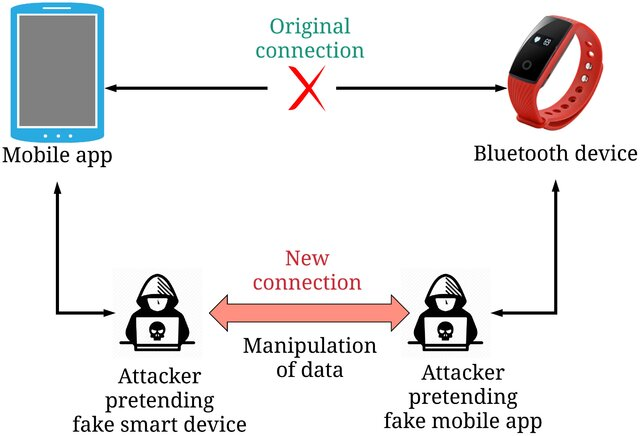 Original
connection
Mobile app
Bluetooth device
New
connection
Manipulation
of data
Attacker
pretending
fake smart device
Attacker
pretending
fake mobile app